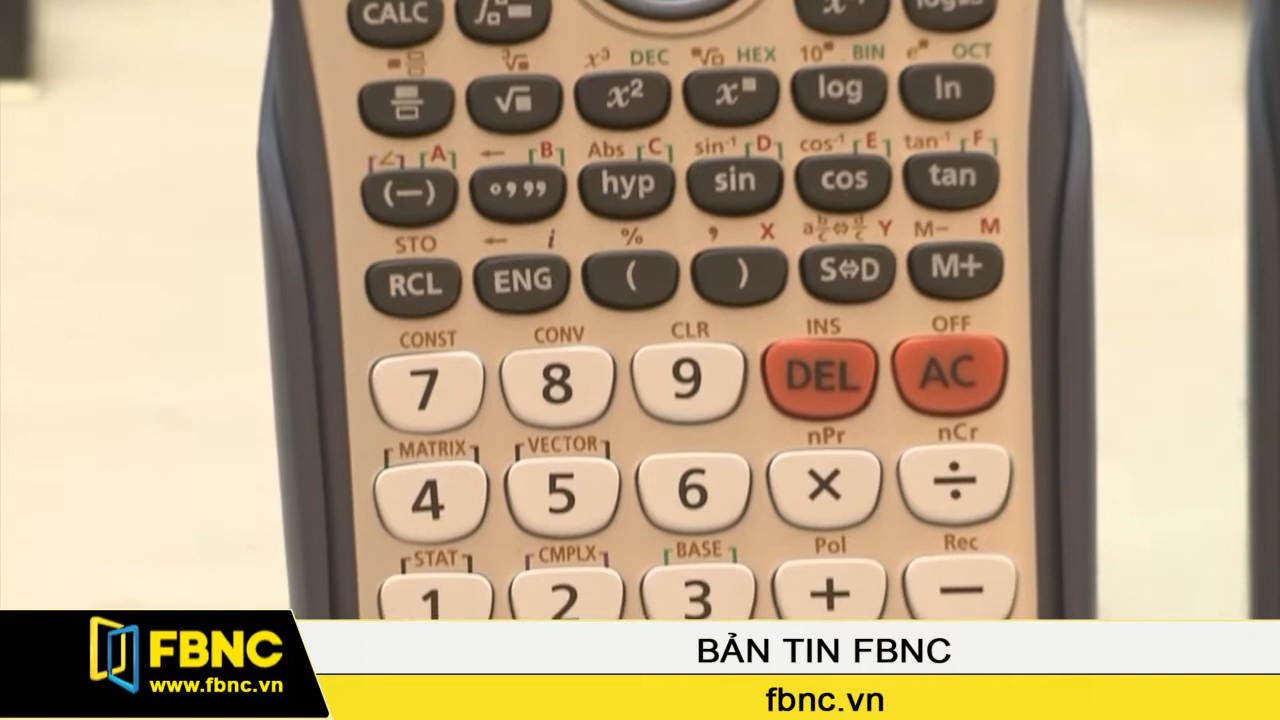 CALC ∫▫▬ log▫▫
▬▫ ³√▬ x³ DEC ▬√▫ HEX 10▬ BIN e▬ OCT
▬ √▬ x² x▬ log ln
∠ A ← B Abs C sin⁻¹ D cos⁻¹ E tan⁻¹ F
(−) °,,, hyp sin cos tan
STO ← i % , X a b/c⇔d/c Y M− M
RCL ENG ( ) S⇔D M+
CONST CONV CLR INS OFF
7 8 9 DEL AC
MATRIX VECTOR nPr nCr
4 5 6 × ÷
STAT CMPLX BASE Pol Rec
1 2 3 + −
FBNC
www.fbnc.vn
BẢN TIN FBNC
fbnc.vn